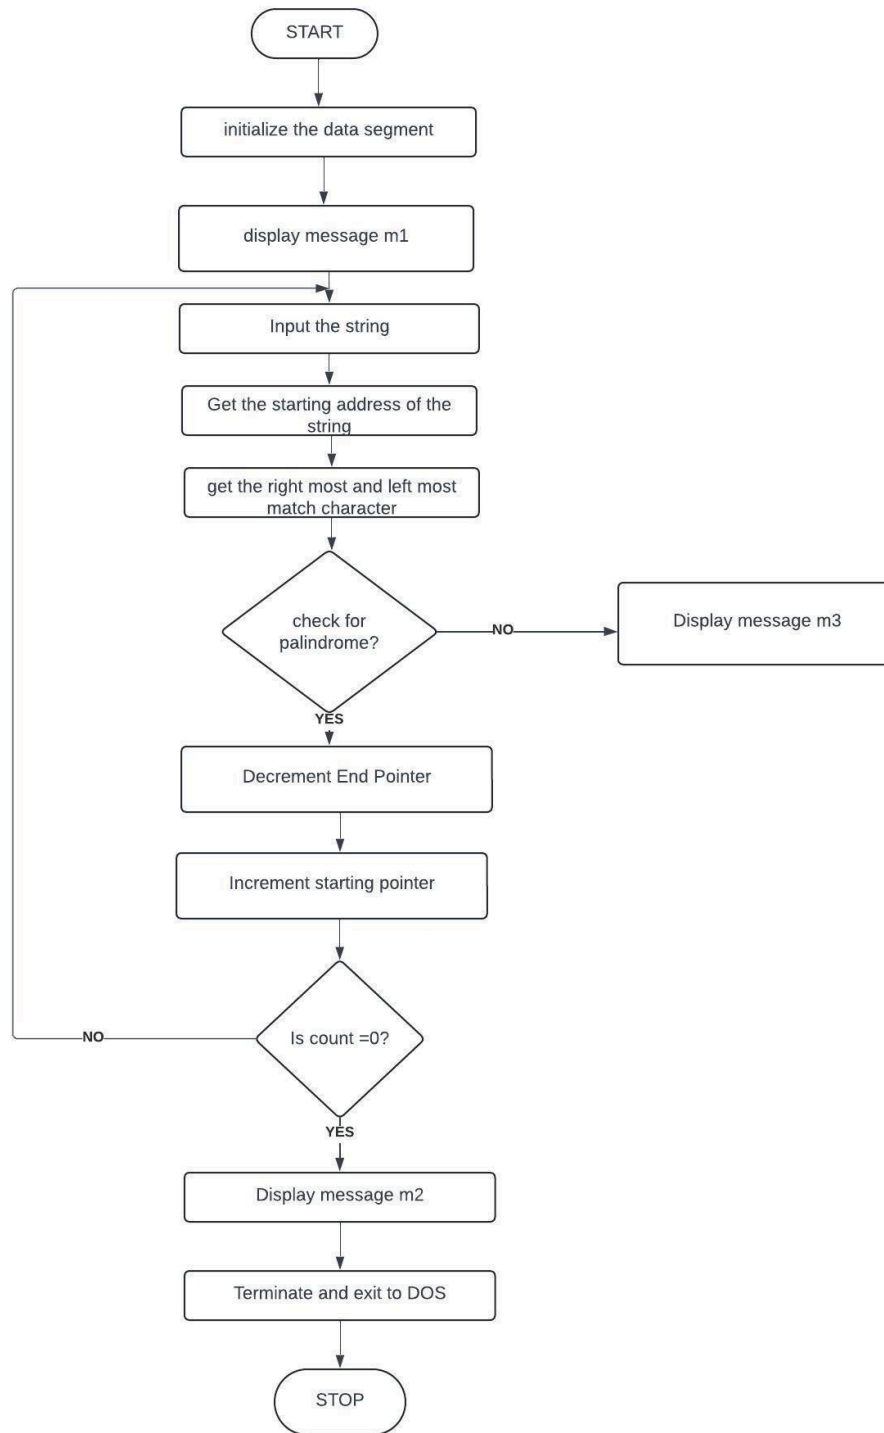 START
initialize the data segment
display message m1
Input the string
Get the starting address of the
string
get the right most and left most
match character
check for
palindrome?
NO
Display message m3
YES
Decrement End Pointer
Increment starting pointer
Is count =0?
NO
YES
Display message m2
Terminate and exit to DOS
STOP